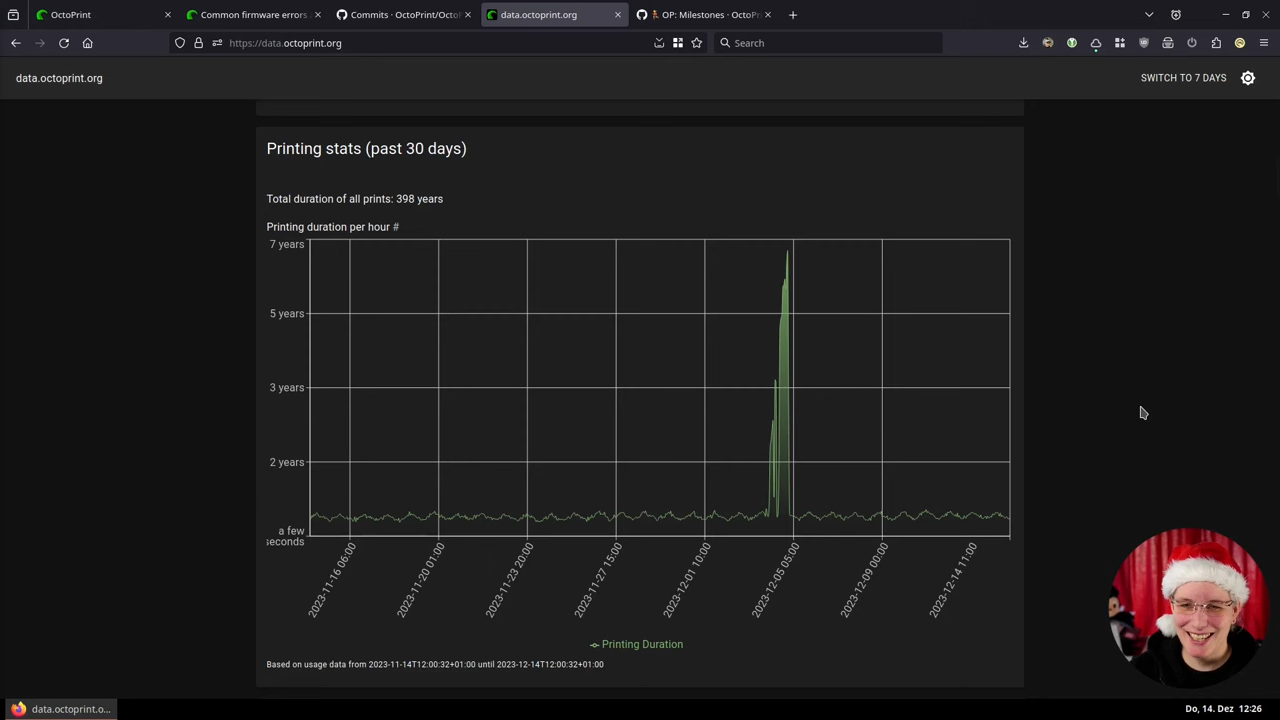 OctoPrint
Common firmware errors a
Commits · OctoPrint/OctoP
data.octoprint.org
OP: Milestones · OctoPri
https://data.octoprint.org
Search
data.octoprint.org
SWITCH TO 7 DAYS
Printing stats (past 30 days)
Total duration of all prints: 398 years
Printing duration per hour #
7 years
5 years
3 years
2 years
a few
seconds
2023-11-16 06:00
2023-11-20 01:00
2023-11-23 20:00
2023-11-27 15:00
2023-12-01 10:00
2023-12-05 05:00
2023-12-09 00:00
2023-12-14 11:00
Printing Duration
Based on usage data from 2023-11-14T12:00:32+01:00 until 2023-12-14T12:00:32+01:00
data.octoprint.o...
Do, 14. Dez 12:26